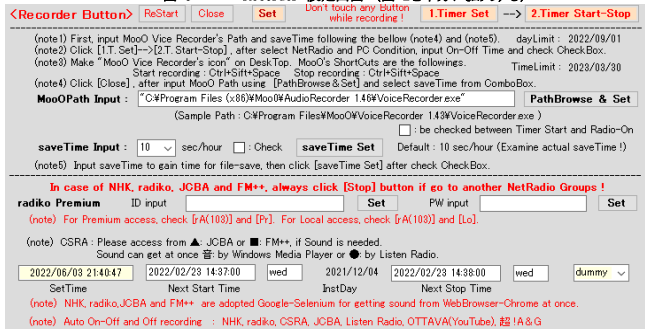 <Recorder Button> ReStart Close Set Don't touch any Button while recording ! 1.Timer Set --> 2.Timer Start-Stop
(note1) First, input MooO Vice Recorder's Path and saveTime following the bellow (note4) and (note5). dayLimit : 2022/09/01
(note2) Click [1.T. Set]-->[2.T. Start-Stop] , after select NetRadio and PC Condition, input On-Off Time and check CheckBox.
(note3) Make "MooO Vice Recorder's icon" on DeskTop. MooO's ShortCuts are the followings. TimeLimit : 2023/03/30
Start recording : Ctrl+Sift+Space Stop recording : Ctrl+Sift+Space
(note4) Click [Close] , after input MooO Path using [PathBrowse & Set] and select saveTime from ComboBox.
MooOPath Input : "C:¥Program Files (x86)¥Moo0¥AudioRecorder 1.46¥VoiceRecorder.exe" PathBrowse & Set
(Sample Path : C:¥Program Files¥MooO¥VoiceRecorder 1.43¥VoiceRecorder.exe )
: be checked between Timer Start and Radio-On
saveTime Input : 10 sec/hour : Check saveTime Set Default : 10 sec/hour (Examine actual saveTime !)
(note5) Input saveTime to gain time for file-save, then click [saveTime Set] after check CheckBox.
In case of NHK, radiko, JCBA and FM++, always click [Stop] button if go to another NetRadio Groups !
radiko Premium ID input Set PW input Set
(note) For Premium access, check [rA(103)] and [Pr]. For Local access, check [rA(103)] and [Lo].
(note) CSRA : Please access from ▲: JCBA or ■: FM++, if Sound is needed.
Sound can get at once 音: by Windows Media Player or ●: by Listen Radio.
2022/06/03 21:40:47 2022/02/23 14:37:00 wed 2021/12/04 2022/02/23 14:38:00 wed dummy
SetTime Next Start Time InstDay Next Stop Time
(note) NHK, radiko,JCBA and FM++ are adopted Google-Selenium for getting sound from WebBrowser-Chrome at once.
(note) Auto On-Off and Off recording : NHK, radiko, CSRA, JCBA, Listen Radio, OTTAVA(YouTube), 超!A&G